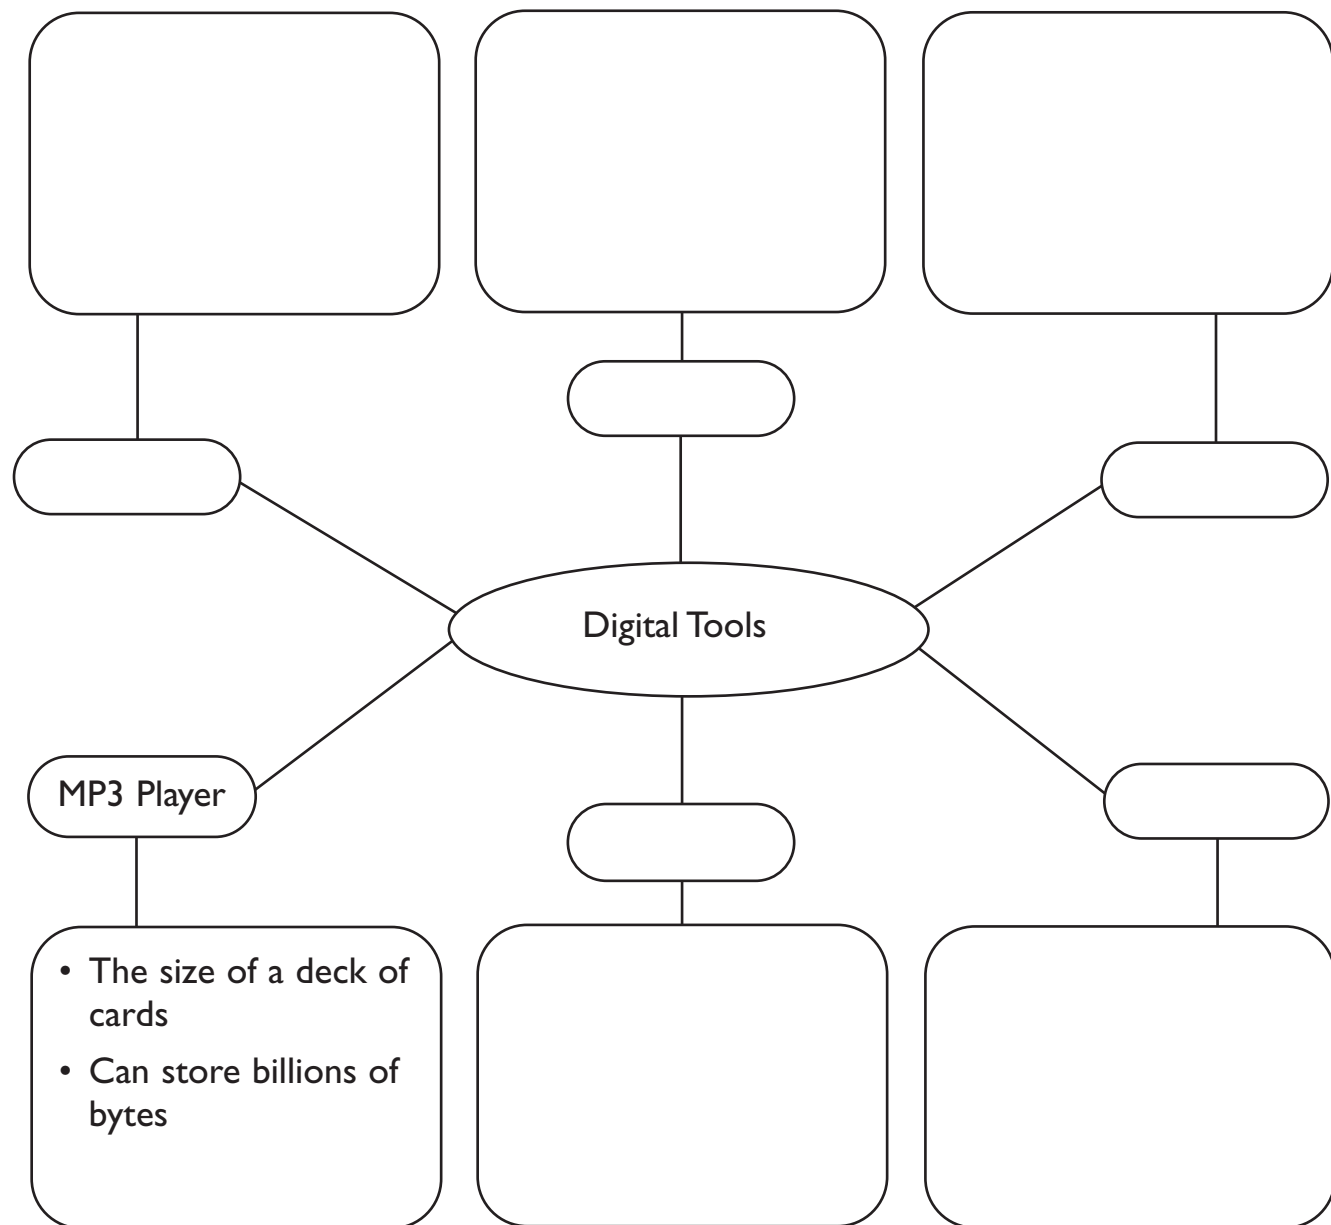 Digital Tools
MP3 Player
• The size of a deck of
cards
• Can store billions of
bytes